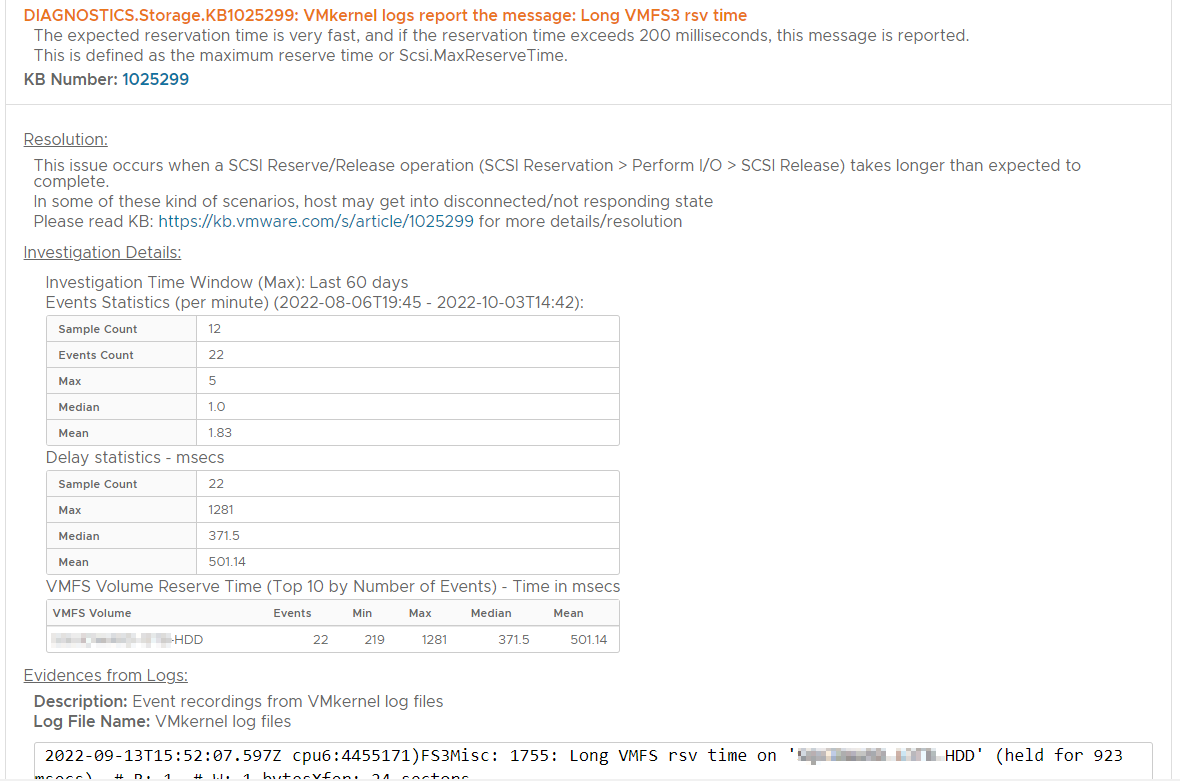 DIAGNOSTICS.Storage.KB1025299: VMkernel logs report the message: Long VMFS3 rsv time
The expected reservation time is very fast, and if the reservation time exceeds 200 milliseconds, this message is reported.
This is defined as the maximum reserve time or Scsi.MaxReserveTime.
KB Number: 1025299
Resolution:
This issue occurs when a SCSI Reserve/Release operation (SCSI Reservation > Perform I/O > SCSI Release) takes longer than expected to
complete.
In some of these kind of scenarios, host may get into disconnected/not responding state
Please read KB: https://kb.vmware.com/s/article/1025299 for more details/resolution
Investigation Details:
Investigation Time Window (Max): Last 60 days
Events Statistics (per minute) (2022-08-06T19:45 - 2022-10-03T14:42):
Sample Count 12
Events Count 22
Max 5
Median 1.0
Mean 1.83
Delay statistics - msecs
Sample Count 22
Max 1281
Median 371.5
Mean 501.14
VMFS Volume Reserve Time (Top 10 by Number of Events) - Time in msecs
VMFS Volume Events Min Max Median Mean
-HDD 22 219 1281 371.5 501.14
Evidences from Logs:
Description: Event recordings from VMkernel log files
Log File Name: VMkernel log files
2022-09-13T15:52:07.597Z cpu6:4455171)FS3Misc: 1755: Long VMFS rsv time on ' HDD' (held for 923
msecs). # R: 1, # W: 1 bytesXfer: 24 sectors